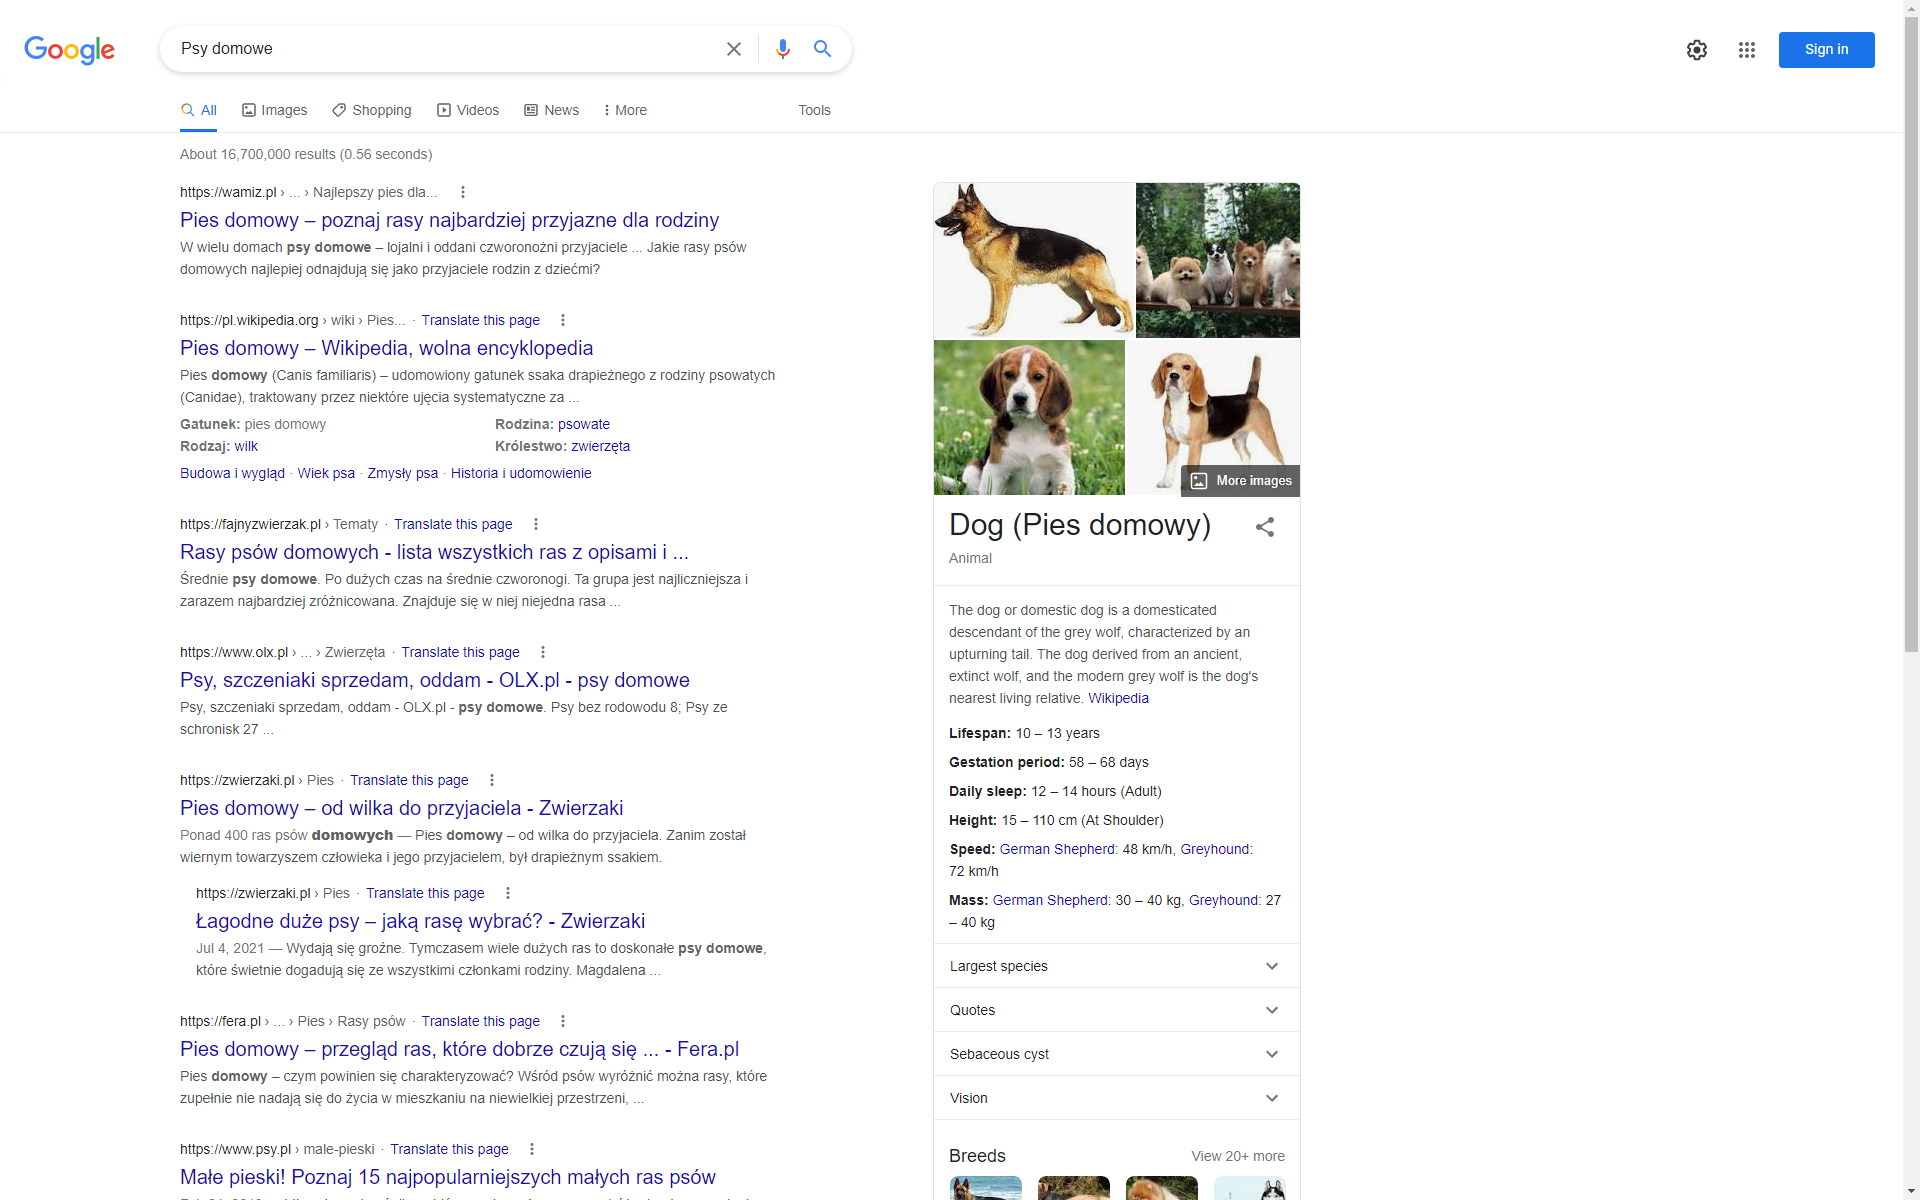 Google
Psy domowe
Sign in
All
Images
Shopping
Videos
News
More
Tools
About 16,700,000 results (0.56 seconds)
https://wamiz.pl › ... › Najlepszy pies dla...
Pies domowy – poznaj rasy najbardziej przyjazne dla rodziny
W wielu domach psy domowe – lojalni i oddani czworonożni przyjaciele ... Jakie rasy psów
domowych najlepiej odnajdują się jako przyjaciele rodzin z dziećmi?
https://pl.wikipedia.org › wiki › Pies... · Translate this page
Pies domowy – Wikipedia, wolna encyklopedia
Pies domowy (Canis familiaris) – udomowiony gatunek ssaka drapieżnego z rodziny psowatych
(Canidae), traktowany przez niektóre ujęcia systematyczne za ...
Gatunek: pies domowy
Rodzina: psowate
Rodzaj: wilk
Królestwo: zwierzęta
Budowa i wygląd · Wiek psa · Zmysły psa · Historia i udomowienie
https://fajnyzwierzak.pl › Tematy · Translate this page
Rasy psów domowych - lista wszystkich ras z opisami i ...
Średnie psy domowe. Po dużych czas na średnie czworonogi. Ta grupa jest najliczniejsza i
zarazem najbardziej zróżnicowana. Znajduje się w niej niejedna rasa ...
https://www.olx.pl › ... › Zwierzęta · Translate this page
Psy, szczeniaki sprzedam, oddam - OLX.pl - psy domowe
Psy, szczeniaki sprzedam, oddam - OLX.pl - psy domowe. Psy bez rodowodu 8; Psy ze
schronisk 27 ...
https://zwierzaki.pl › Pies · Translate this page
Pies domowy – od wilka do przyjaciela - Zwierzaki
Ponad 400 ras psów domowych — Pies domowy – od wilka do przyjaciela. Zanim został
wiernym towarzyszem człowieka i jego przyjacielem, był drapieżnym ssakiem.
https://zwierzaki.pl › Pies · Translate this page
Łagodne duże psy – jaką rasę wybrać? - Zwierzaki
Jul 4, 2021 — Wydają się groźne. Tymczasem wiele dużych ras to doskonałe psy domowe,
które świetnie dogadują się ze wszystkimi członkami rodziny. Magdalena ...
https://fera.pl › ... › Pies › Rasy psów · Translate this page
Pies domowy – przegląd ras, które dobrze czują się ... - Fera.pl
Pies domowy – czym powinien się charakteryzować? Wśród psów wyróżnić można rasy, które
zupełnie nie nadają się do życia w mieszkaniu na niewielkiej przestrzeni, ...
https://www.psy.pl › male-pieski · Translate this page
Małe pieski! Poznaj 15 najpopularniejszych małych ras psów
More images
Dog (Pies domowy)
Animal
The dog or domestic dog is a domesticated
descendant of the grey wolf, characterized by an
upturning tail. The dog derived from an ancient,
extinct wolf, and the modern grey wolf is the dog's
nearest living relative. Wikipedia
Lifespan: 10 – 13 years
Gestation period: 58 – 68 days
Daily sleep: 12 – 14 hours (Adult)
Height: 15 – 110 cm (At Shoulder)
Speed: German Shepherd: 48 km/h, Greyhound:
72 km/h
Mass: German Shepherd: 30 – 40 kg, Greyhound: 27
– 40 kg
Largest species
Quotes
Sebaceous cyst
Vision
Breeds
View 20+ more